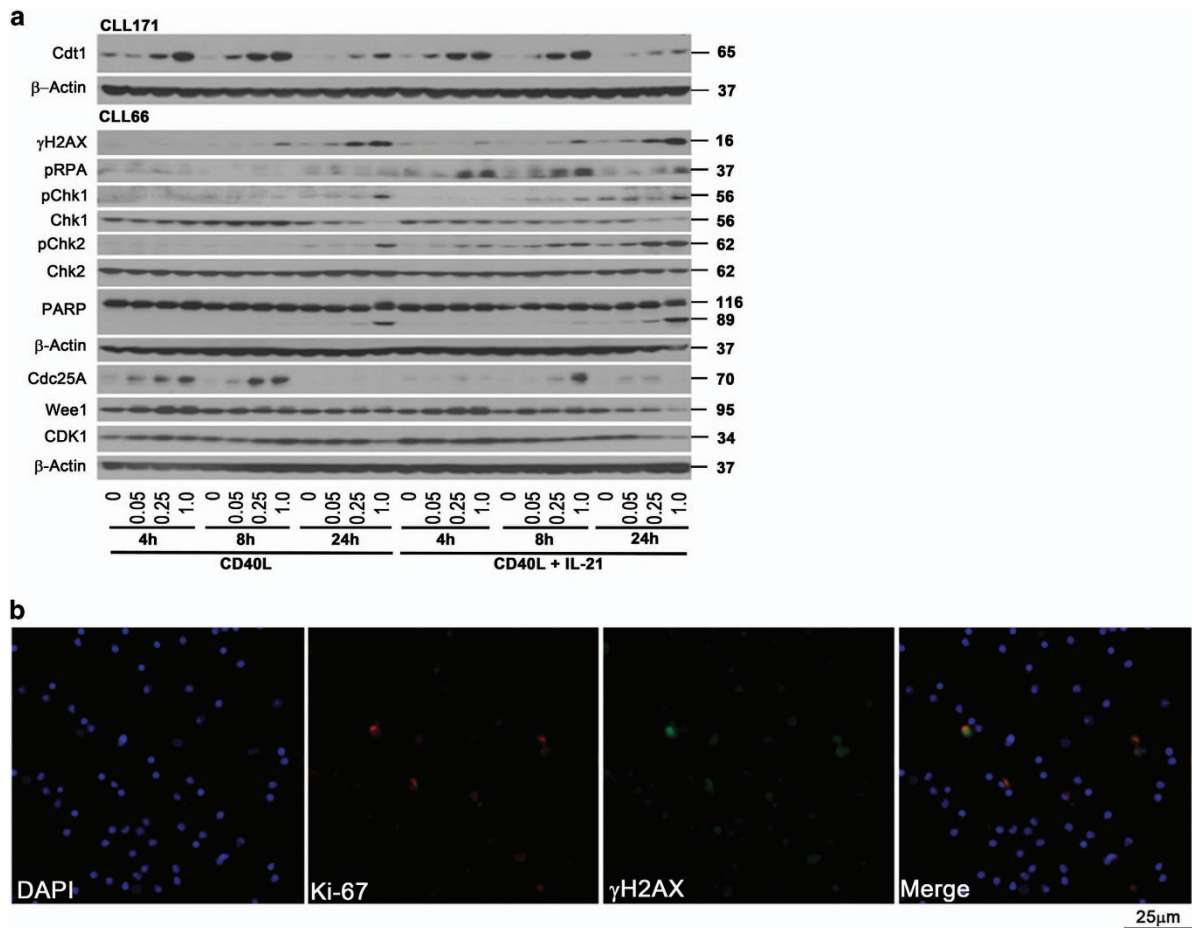 a
CLL171
Cdt1 65
β-Actin 37
CLL66
γH2AX 16
pRPA 37
pChk1 56
Chk1 56
pChk2 62
Chk2 62
PARP 116
89
β-Actin 37
Cdc25A 70
Wee1 95
CDK1 34
β-Actin 37
0 0.05 0.25 1.0 0 0.05 0.25 1.0 0 0.05 0.25 1.0 0 0.05 0.25 1.0 0 0.05 0.25 1.0 0 0.05 0.25 1.0
4h 8h 24h 4h 8h 24h
CD40L CD40L + IL-21
b
DAPI Ki-67 γH2AX Merge
25μm